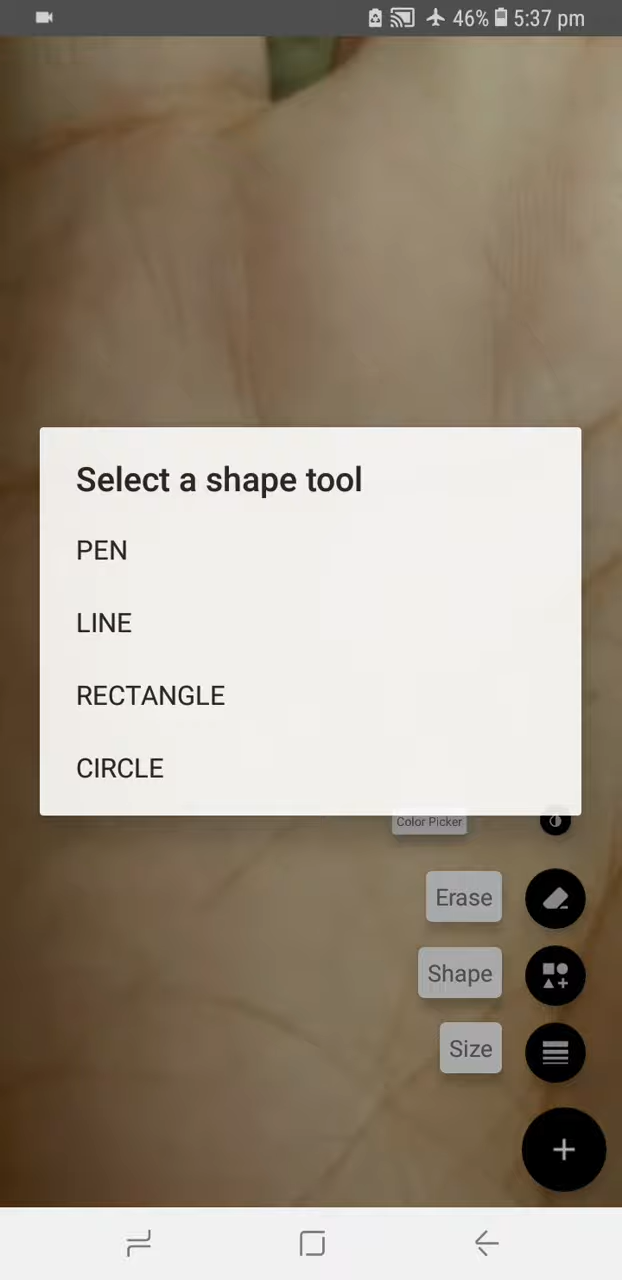 46% 5:37 pm
Select a shape tool
PEN
LINE
RECTANGLE
CIRCLE
Color Picker
Erase
Shape
Size